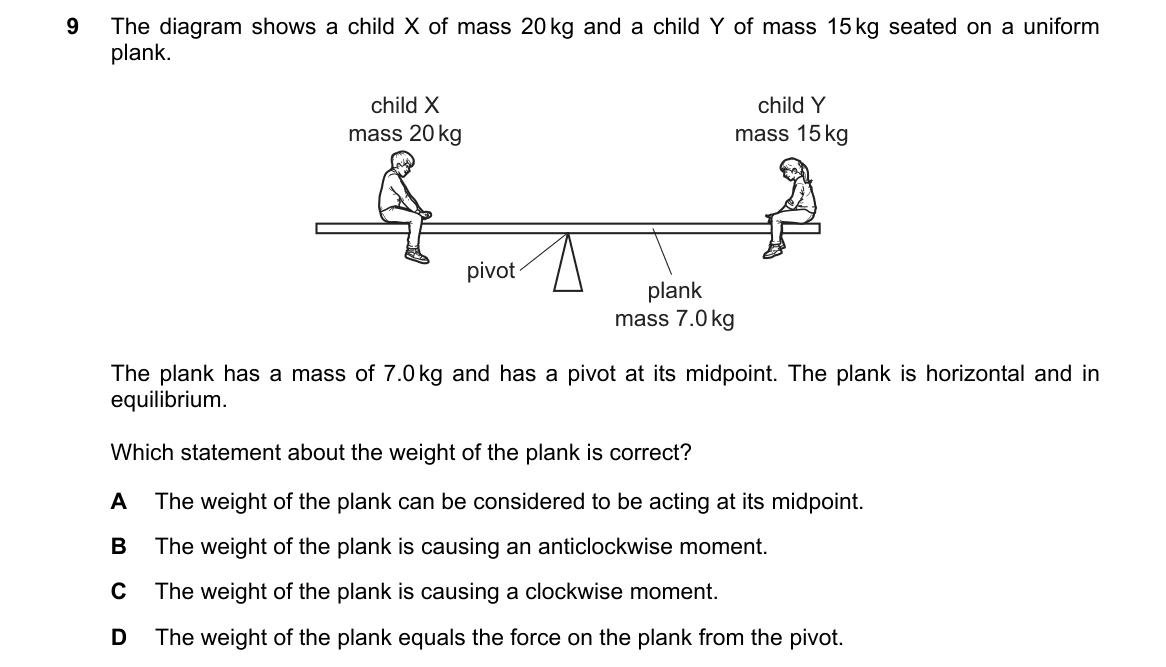 9 The diagram shows a child X of mass 20 kg and a child Y of mass 15 kg seated on a uniform
plank.
child X
mass 20 kg
child Y
mass 15 kg
pivot
plank
mass 7.0 kg
The plank has a mass of 7.0 kg and has a pivot at its midpoint. The plank is horizontal and in
equilibrium.
Which statement about the weight of the plank is correct?
A The weight of the plank can be considered to be acting at its midpoint.
B The weight of the plank is causing an anticlockwise moment.
C The weight of the plank is causing a clockwise moment.
D The weight of the plank equals the force on the plank from the pivot.